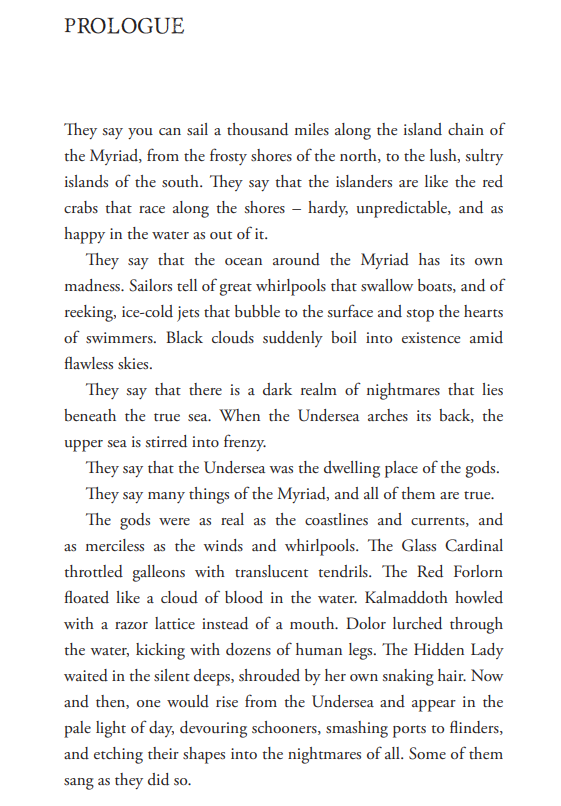 PROLOGUE
They say you can sail a thousand miles along the island chain of
the Myriad, from the frosty shores of the north, to the lush, sultry
islands of the south. They say that the islanders are like the red
crabs that race along the shores – hardy, unpredictable, and as
happy in the water as out of it.
They say that the ocean around the Myriad has its own
madness. Sailors tell of great whirlpools that swallow boats, and of
reeking, ice-cold jets that bubble to the surface and stop the hearts
of swimmers. Black clouds suddenly boil into existence amid
flawless skies.
They say that there is a dark realm of nightmares that lies
beneath the true sea. When the Undersea arches its back, the
upper sea is stirred into frenzy.
They say that the Undersea was the dwelling place of the gods.
They say many things of the Myriad, and all of them are true.
The gods were as real as the coastlines and currents, and
as merciless as the winds and whirlpools. The Glass Cardinal
throttled galleons with translucent tendrils. The Red Forlorn
floated like a cloud of blood in the water. Kalmaddoth howled
with a razor lattice instead of a mouth. Dolor lurched through
the water, kicking with dozens of human legs. The Hidden Lady
waited in the silent deeps, shrouded by her own snaking hair. Now
and then, one would rise from the Undersea and appear in the
pale light of day, devouring schooners, smashing ports to flinders,
and etching their shapes into the nightmares of all. Some of them
sang as they did so.